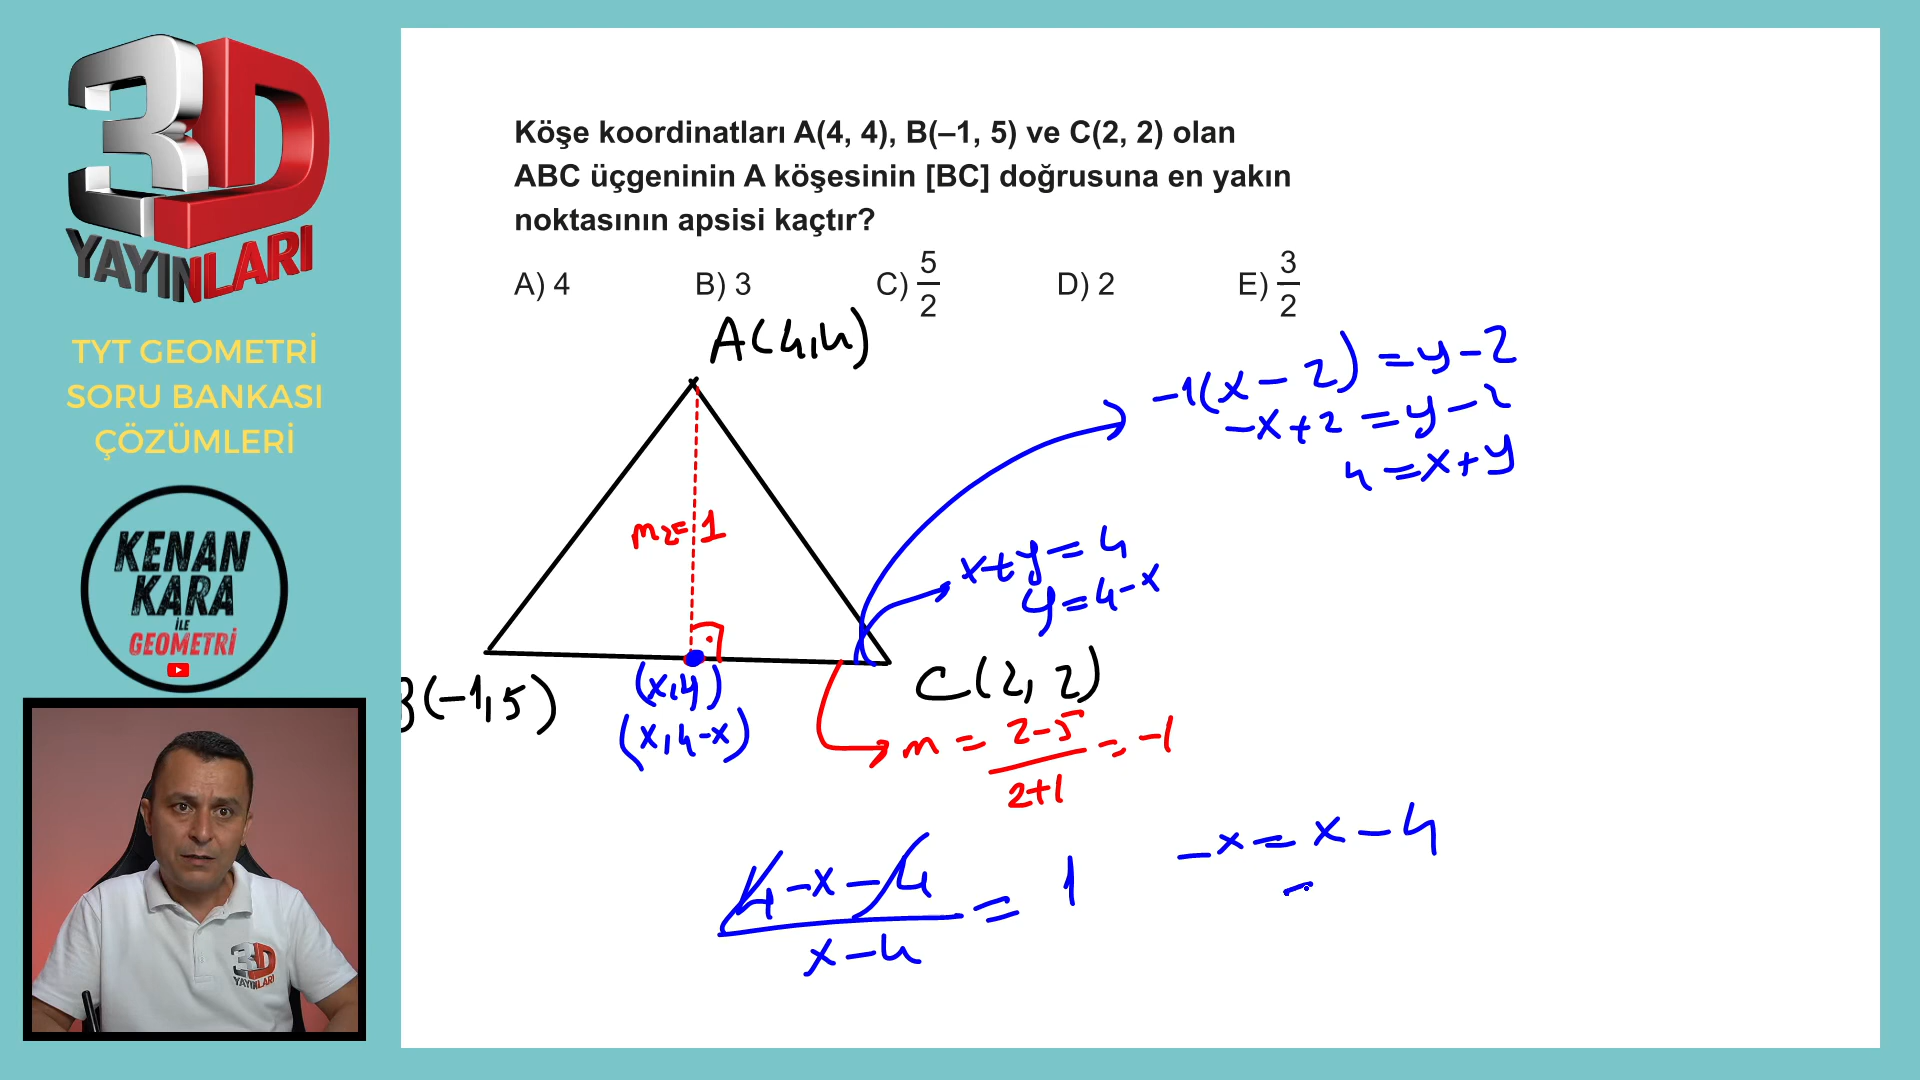 3D
YAYINLARI
TYT GEOMETRİ
SORU BANKASI
ÇÖZÜMLERİ
KENAN
KARA
İLE
GEOMETRİ
3D
YAYINLARI
Köşe koordinatları A(4, 4), B(–1, 5) ve C(2, 2) olan
ABC üçgeninin A köşesinin [BC] doğrusuna en yakın
noktasının apsisi kaçtır?
A) 4 B) 3 C) 5/2 D) 2 E) 3/2
A(4,4)
-1(x-2) = y-2
-x+2 = y-2
4 = x+y
m₂=1
x+y=4
y=4-x
B(-1,5)
(x,y)
(x,4-x)
C(2,2)
m = 2-5/2+1 = -1
4-x-4/x-4 = 1
-x = x-4